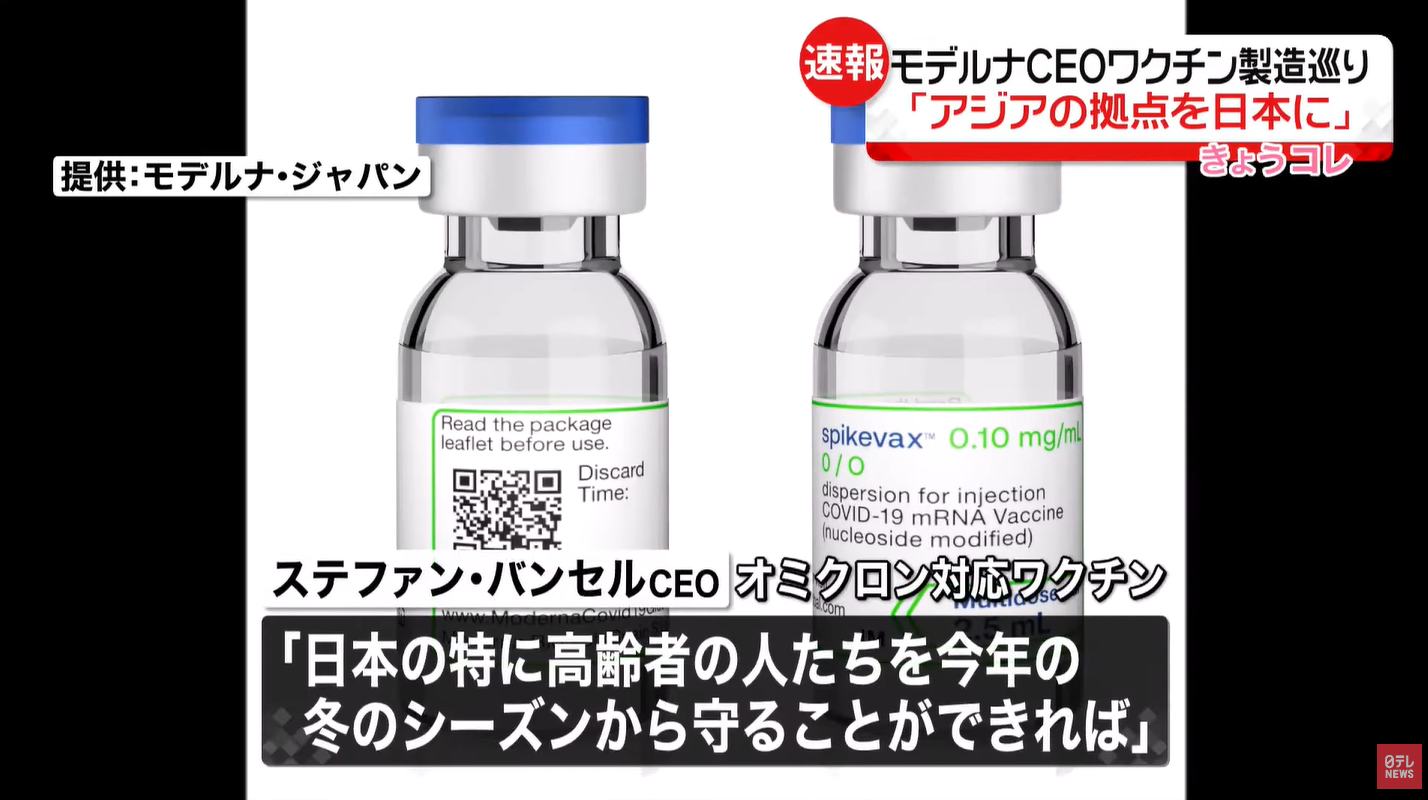 速報
モデルナCEOワクチン製造巡り
「アジアの拠点を日本に」
きょうコレ
提供:モデルナ・ジャパン
Read the package
leaflet before use.
Discard
Time:
spikevax™ 0.10 mg/mL
0 / O
dispersion for injection
COVID-19 mRNA Vaccine
(nucleoside modified)
Multidose
2.5 mL
ステファン・バンセルCEO
オミクロン対応ワクチン
「日本の特に高齢者の人たちを今年の
冬のシーズンから守ることができれば」
日テレ
NEWS